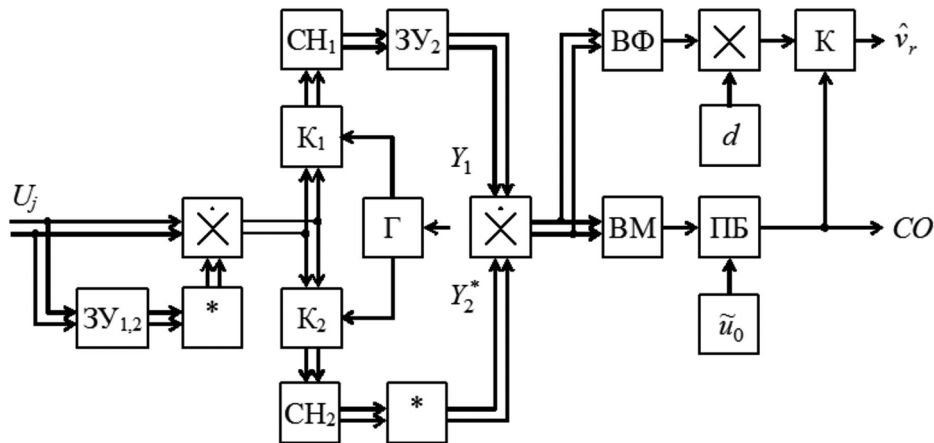 СН₁
ЗУ₂
ВФ
×
К
v̂ᵣ
К₁
Y₁
d
Uⱼ
×
Г
×
ВМ
ПБ
СО
ЗУ₁,₂
*
К₂
Y₂*
ũ₀
СН₂
*